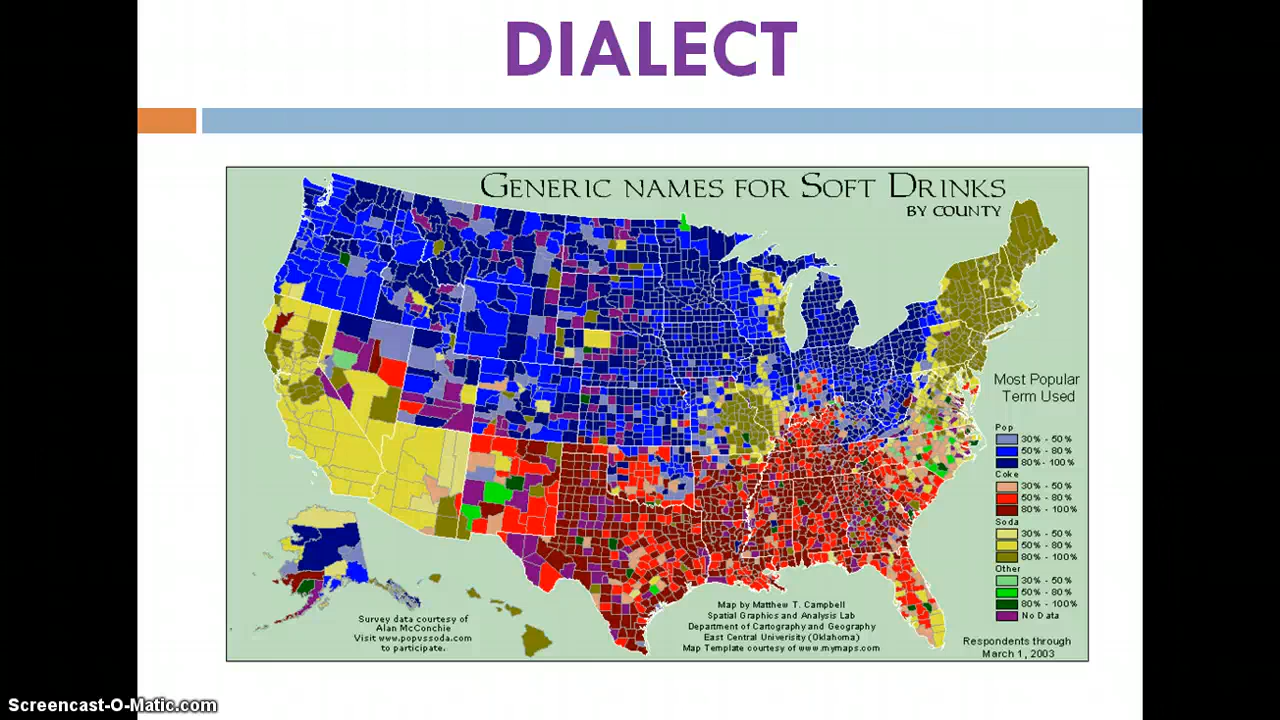 DIALECT
GENERIC NAMES FOR SOFT DRINKS
BY COUNTY
Most Popular
Term Used
Pop
30% - 50%
50% - 80%
80% - 100%
Coke
30% - 50%
50% - 80%
80% - 100%
Soda
30% - 50%
50% - 80%
80% - 100%
Other
30% - 50%
50% - 80%
80% - 100%
No Data
Survey data courtesy of
Alan McConchie
Visit www.popvssoda.com
to participate.
Map by Matthew T. Campbell
Spatial Graphics and Analysis Lab
Department of Cartography and Geography
East Central Univerisity (Oklahoma)
Map Template courtesy of www.mymaps.com
Respondents through
March 1, 2003
Screencast-O-Matic.com